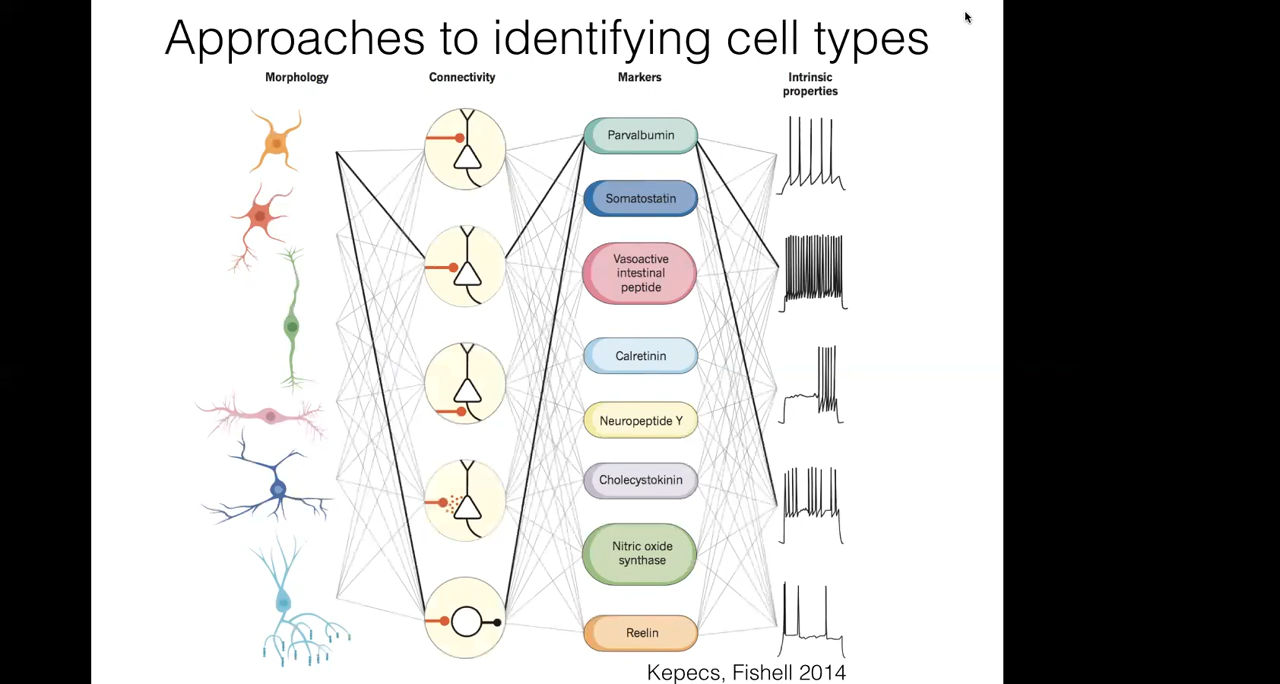 Approaches to identifying cell types
Morphology
Connectivity
Markers
Intrinsic
properties
Parvalbumin
Somatostatin
Vasoactive
intestinal
peptide
Calretinin
Neuropeptide Y
Cholecystokinin
Nitric oxide
synthase
Reelin
Kepecs, Fishell 2014